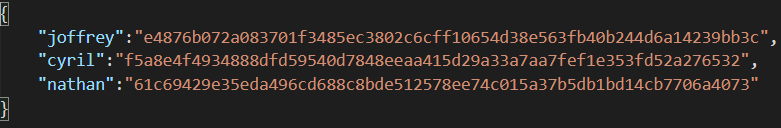 {
"joffrey":"e4876b072a083701f3485ec3802c6cff10654d38e563fb40b244d6a14239bb3c",
"cyril":"f5a8e4f4934888dfd59540d7848eeaa415d29a33a7aa7fef1e353fd52a276532",
"nathan":"61c69429e35eda496cd688c8bde512578ee74c015a37b5db1bd14cb7706a4073"
}